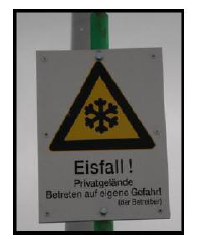 Eisfall !
Privatgelände
Betreten auf eigene Gefahr!
(der Betreiber)